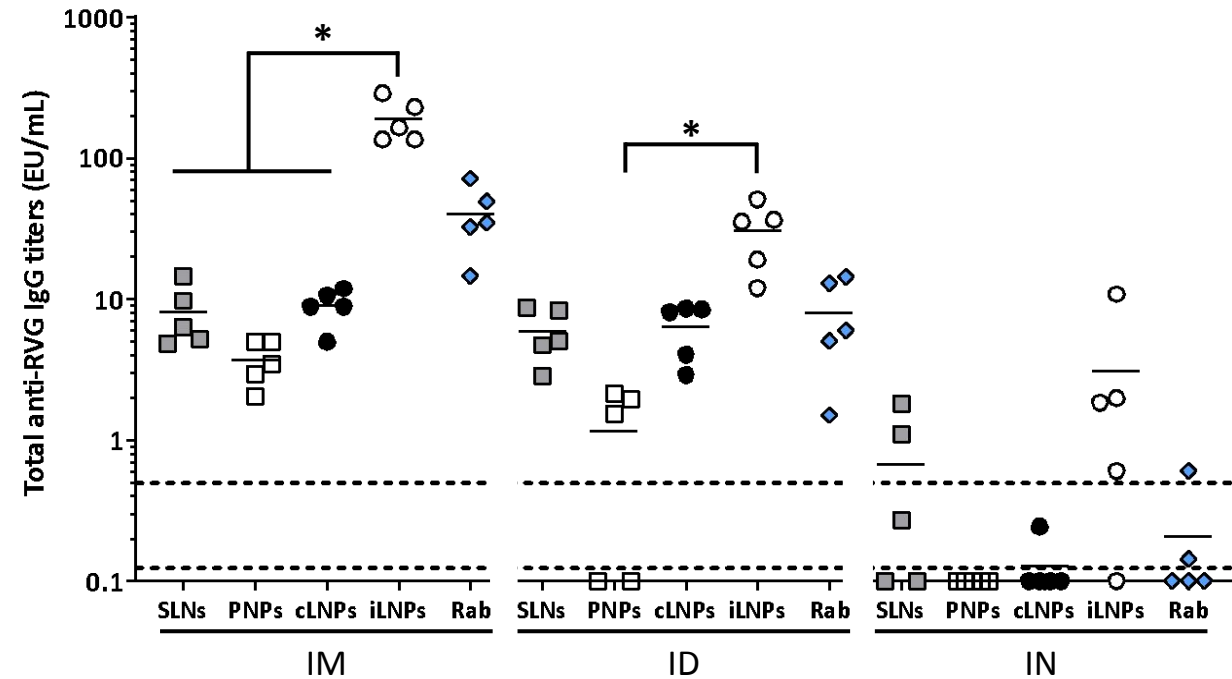 Total anti-RVG IgG titers (EU/mL)
1000
100
10
1
0.1
*
*
SLNs PNPs cLNPs iLNPs Rab SLNs PNPs cLNPs iLNPs Rab SLNs PNPs cLNPs iLNPs Rab
IM ID IN